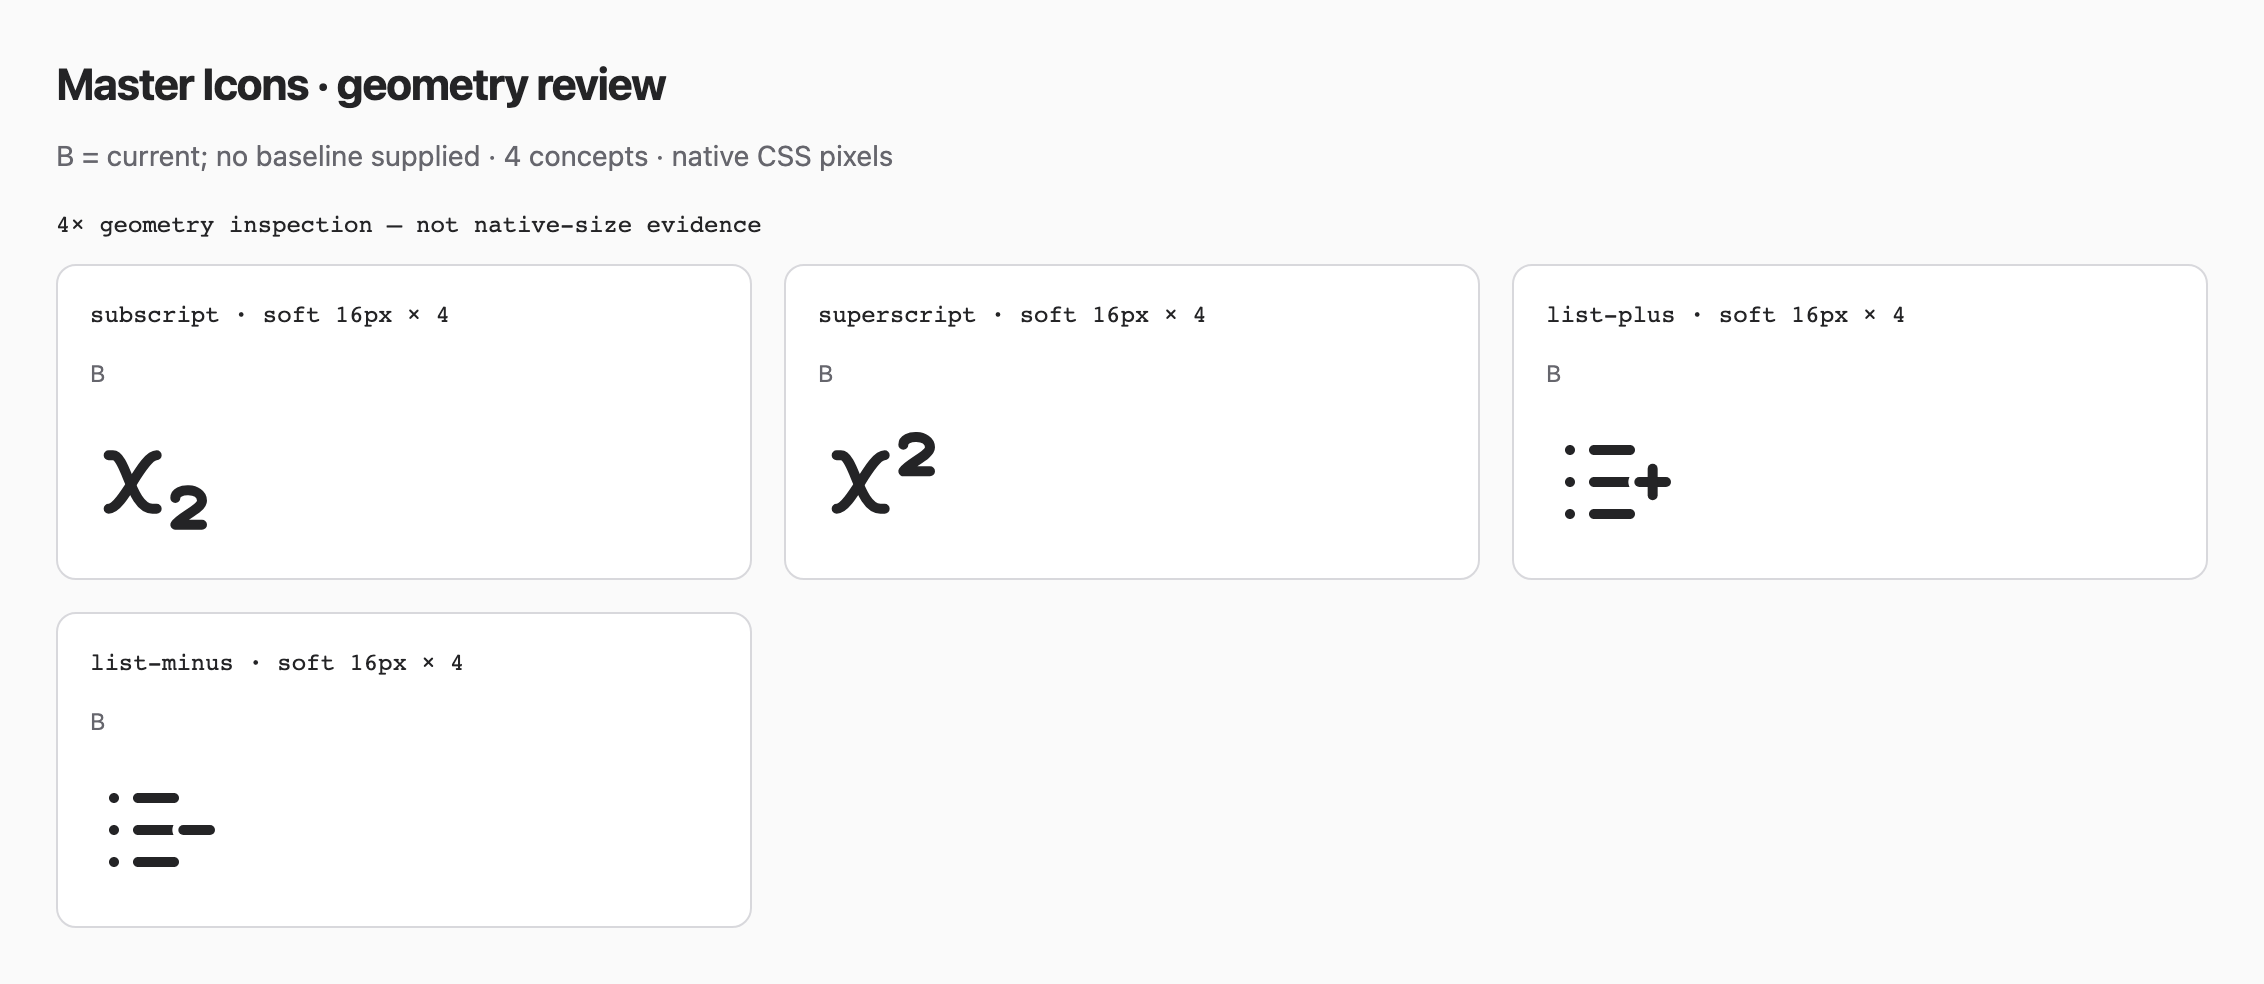 Master Icons · geometry review
B = current; no baseline supplied · 4 concepts · native CSS pixels
4× geometry inspection — not native-size evidence
subscript · soft 16px × 4
B
x₂
superscript · soft 16px × 4
B
x²
list-plus · soft 16px × 4
B
list-minus · soft 16px × 4
B